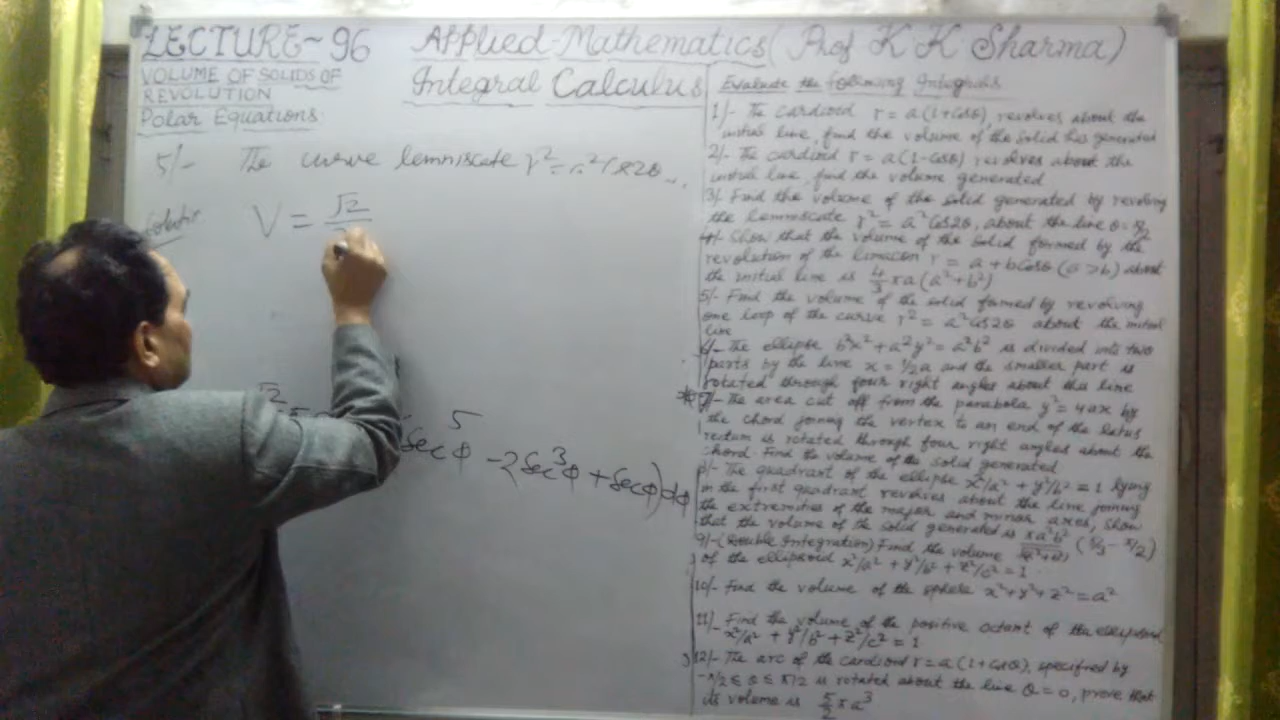 LECTURE~96
Applied-Mathematics (Prof K K Sharma)
Integral Calculus
VOLUME OF SOLIDS OF
REVOLUTION
Polar Equations
5/- The curve lemniscate r² = a² Cos2θ
Solution
V = √2
√2
Sec⁵φ - 2Sec³φ + Secφ) dφ
Evaluate the following Integrals
1/- The cardioid r = a(1+Cosθ) revolves about the
initial line, find the volume of the solid generated
2/- The cardioid r = a(1-Cosθ) revolves about the
initial line, find the volume generated
3/- Find the volume of the solid generated by revolving
the lemniscate r² = a² Cos2θ, about the line θ = π/2
4/- Show that the volume of the solid formed by the
revolution of the limacon r = a + b Cosθ (a > b) about
the initial line is 4/3 πa (a²+b²)
5/- Find the volume of the solid formed by revolving
one loop of the curve r² = a² Cos2θ about the initial
line
6/- The ellipse b²x² + a²y² = a²b² is divided into two
parts by the line x = 1/2 a and the smaller part is
rotated through four right angles about this line
7/- The area cut off from the parabola y² = 4ax by
the chord joining the vertex to an end of the latus
rectum is rotated through four right angles about the
chord. Find the volume of the solid generated
8/- The quadrant of the ellipse x²/a² + y²/b² = 1 lying
in the first quadrant revolves about the line joining
the extremities of the major and minor axes, show
that the volume of the solid generated is πa²b²/√(a²+b²) (5/3 - π/2)
9/- (Double Integration) Find the volume
of the ellipsoid x²/a² + y²/b² + z²/c² = 1
10/- Find the volume of the sphere x²+y²+z² = a²
11/- Find the volume of the positive octant of the ellipsoid
x²/a² + y²/b² + z²/c² = 1
12/- The arc of the cardioid r = a(1+Cosθ), specified by
-π/2 ≤ θ ≤ π/2 is rotated about the line θ = 0, prove that
its volume is 5/2 πa³